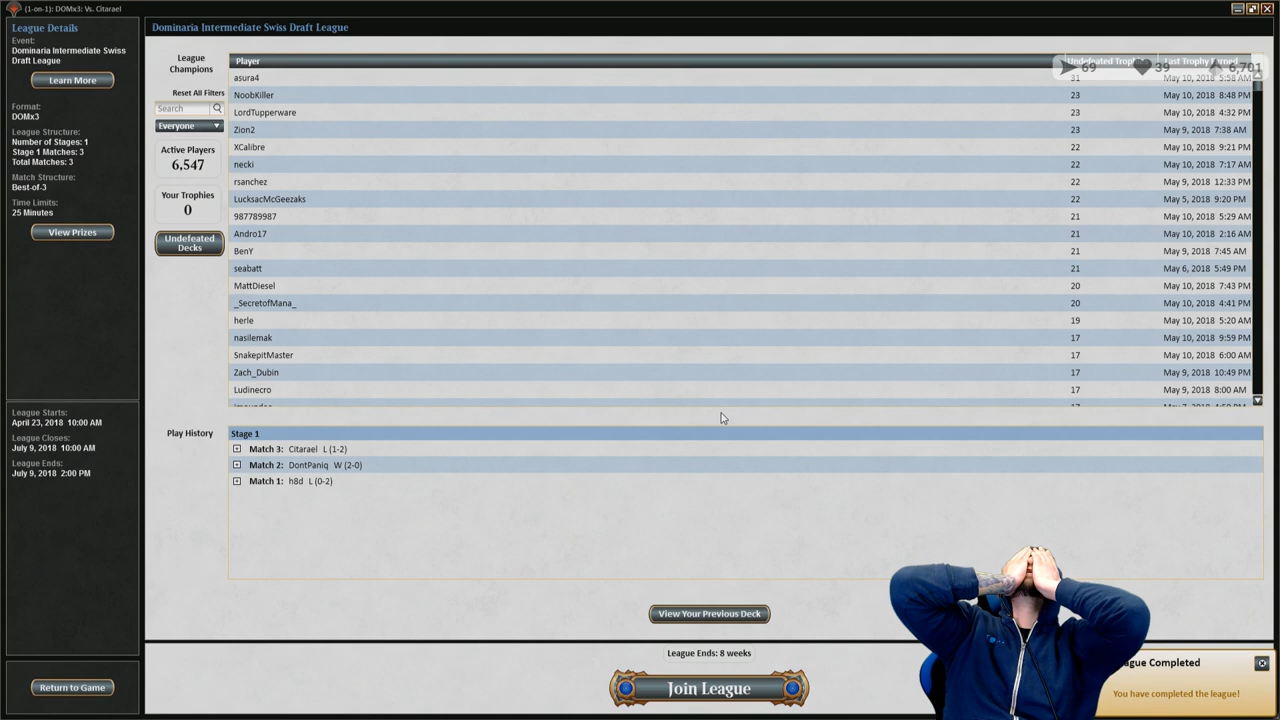 (1-on-1): DOMx3: Vs. Citarael
League Details
Event:
Dominaria Intermediate Swiss
Draft League
Learn More
Format:
DOMx3
League Structure:
Number of Stages: 1
Stage 1 Matches: 3
Total Matches: 3
Match Structure:
Best-of-3
Time Limits:
25 Minutes
View Prizes
League Starts:
April 23, 2018 10:00 AM
League Closes:
July 9, 2018 10:00 AM
League Ends:
July 9, 2018 2:00 PM
Return to Game
Dominaria Intermediate Swiss Draft League
League
Champions
Reset All Filters
Search
Everyone
Active Players
6,547
Your Trophies
0
Undefeated
Decks
Player Undefeated Last Trophy
69 39 6,701
asura4 31 May 10, 2018 5:58 AM
NoobKiller 23 May 10, 2018 8:48 PM
LordTupperware 23 May 10, 2018 4:32 PM
Zion2 23 May 9, 2018 7:38 AM
XCalibre 22 May 10, 2018 9:21 PM
necki 22 May 10, 2018 7:17 AM
rsanchez 22 May 9, 2018 12:33 PM
LucksacMcGeezaks 22 May 5, 2018 9:20 PM
987789987 21 May 10, 2018 5:29 AM
Andro17 21 May 10, 2018 2:16 AM
BenY 21 May 9, 2018 7:45 AM
seabatt 21 May 6, 2018 5:49 PM
MattDiesel 20 May 10, 2018 7:43 PM
_SecretofMana_ 20 May 10, 2018 4:41 PM
herle 19 May 10, 2018 5:20 AM
nasilemak 17 May 10, 2018 9:59 PM
SnakepitMaster 17 May 10, 2018 6:00 AM
Zach_Dubin 17 May 9, 2018 10:49 PM
Ludinecro 17 May 9, 2018 8:00 AM
Play History
Stage 1
Match 3: Citarael L (1-2)
Match 2: DontPaniq W (2-0)
Match 1: h8d L (0-2)
View Your Previous Deck
League Ends: 8 weeks
Join League
Completed
You have completed the league!